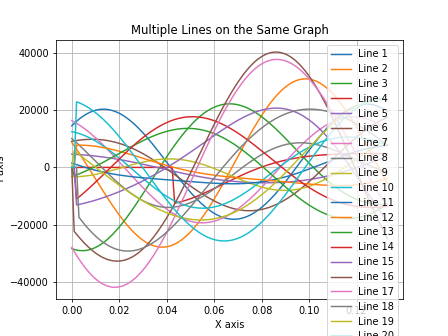 Multiple Lines on the Same Graph
40000
20000
0
−20000
−40000
axis
0.00
0.02
0.04
0.06
0.08
0.10
X axis
Line 1
Line 2
Line 3
Line 4
Line 5
Line 6
Line 7
Line 8
Line 9
Line 10
Line 11
Line 12
Line 13
Line 14
Line 15
Line 16
Line 17
Line 18
Line 19
Line 20